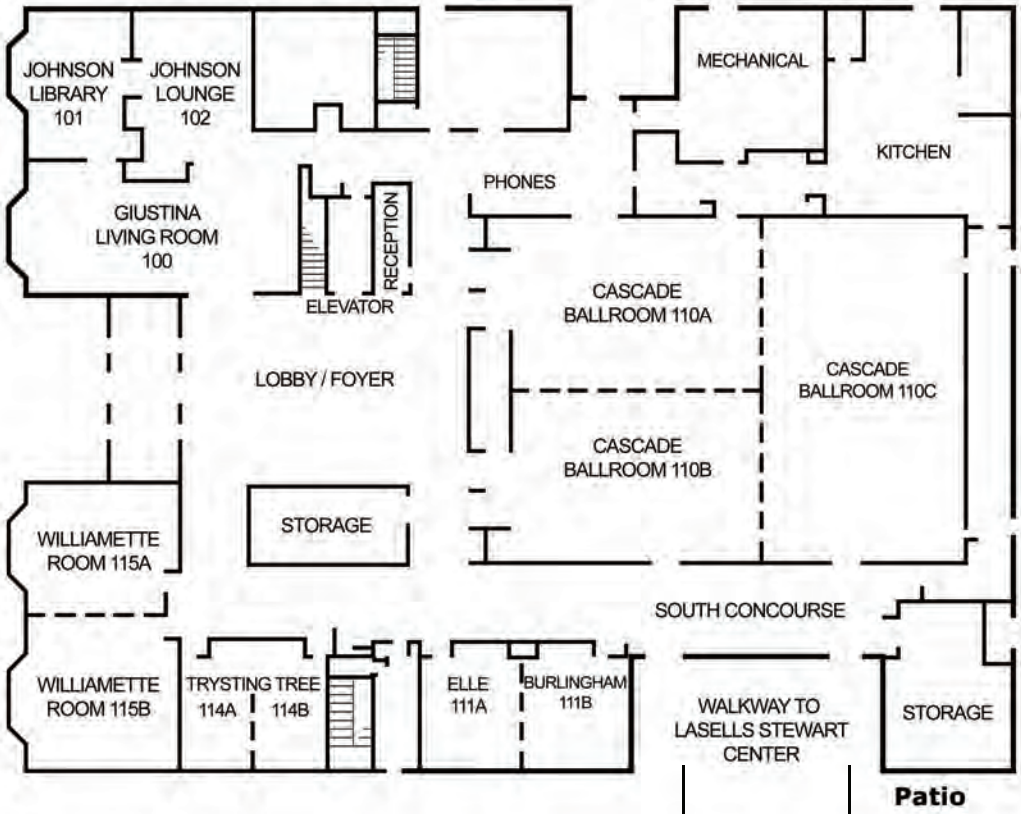 JOHNSON
LIBRARY
101
JOHNSON
LOUNGE
102
MECHANICAL
KITCHEN
PHONES
GIUSTINA
LIVING ROOM
100
RECEPTION
ELEVATOR
CASCADE
BALLROOM 110A
LOBBY / FOYER
CASCADE
BALLROOM 110C
CASCADE
BALLROOM 110B
STORAGE
WILLIAMETTE
ROOM 115A
SOUTH CONCOURSE
WILLIAMETTE
ROOM 115B
TRYSTING TREE
114A 114B
ELLE
111A
BURLINGHAM
111B
WALKWAY TO
LASELLS STEWART
CENTER
STORAGE
Patio